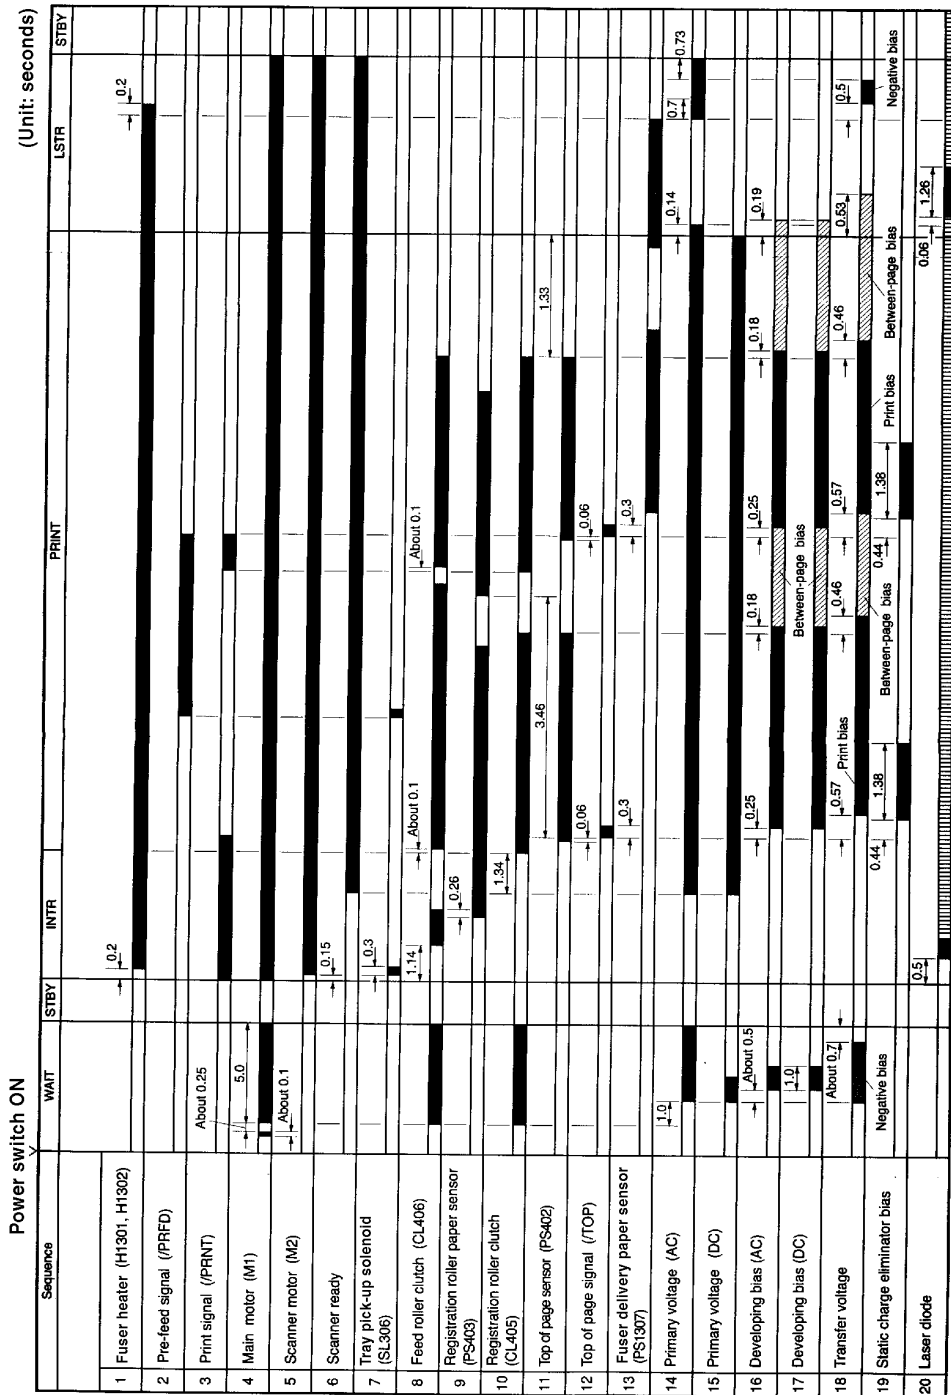 Power switch ON
(Unit: seconds)
Sequence
WAIT
STBY
INTR
PRINT
LSTR
STBY
1 Fuser heater (H1301, H1302)
0.2
0.2
2 Pre-feed signal (/PRFD)
3 Print signal (/PRNT)
About 0.25
4 Main motor (M1)
5.0
5 Scanner motor (M2)
About 0.1
6 Scanner ready
0.15
7 Tray pick-up solenoid
(SL306)
0.3
8 Feed roller clutch (CL406)
1.14
About 0.1
About 0.1
9 Registration roller paper sensor
(PS403)
0.26
10 Registration roller clutch
(CL405)
1.34
11 Top of page sensor (PS402)
3.46
1.33
12 Top of page signal (/TOP)
0.06
0.06
13 Fuser delivery paper sensor
(PS1307)
0.3
0.3
14 Primary voltage (AC)
1.0
0.14
0.7
0.73
15 Primary voltage (DC)
16 Developing bias (AC)
About 0.5
0.25
0.18
0.25
0.18
0.19
17 Developing bias (DC)
1.0
Between-page bias
18 Transfer voltage
About 0.7
0.57
0.46
0.57
0.46
0.53
0.5
Print bias
19 Static charge eliminator bias
Negative bias
0.44
1.38
Between-page bias
0.44
1.38
Print bias
Between-page bias
Negative bias
20 Laser diode
0.5
0.06
1.26